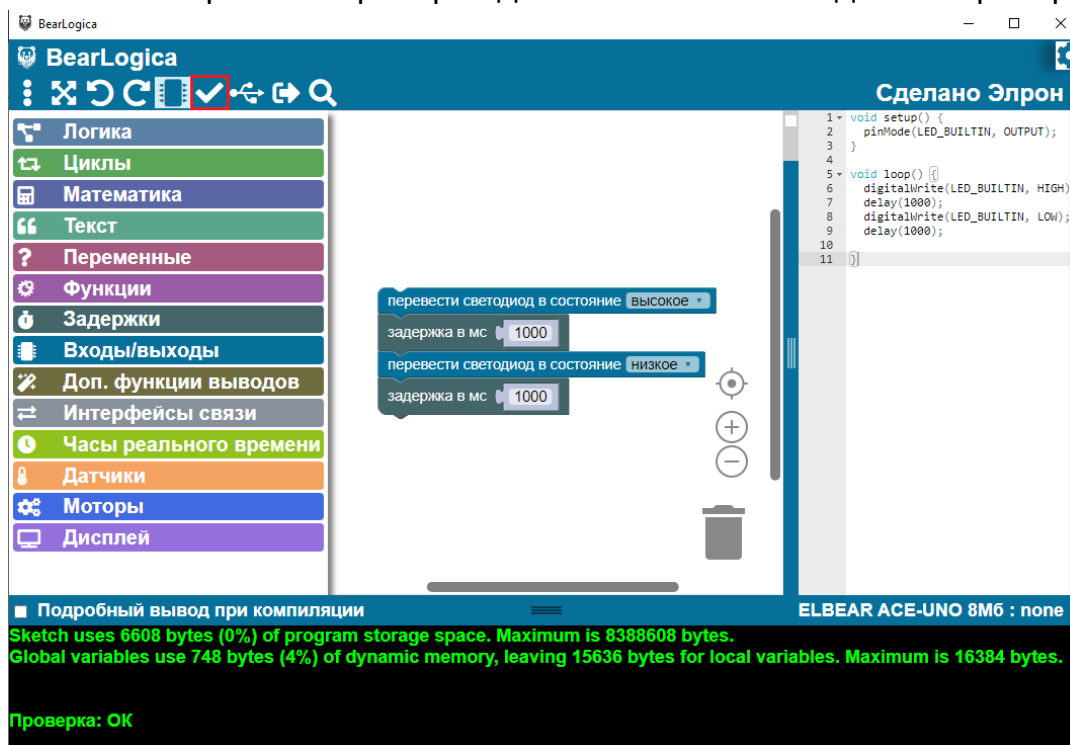 BearLogica
BearLogica
Сделано Элрон
Логика
Циклы
Математика
Текст
Переменные
Функции
Задержки
Входы/выходы
Доп. функции выводов
Интерфейсы связи
Часы реального времени
Датчики
Моторы
Дисплей
перевести светодиод в состояние высокое
задержка в мс 1000
перевести светодиод в состояние низкое
задержка в мс 1000
1 void setup() {
2 pinMode(LED_BUILTIN, OUTPUT);
3 }
4
5 void loop() {
6 digitalWrite(LED_BUILTIN, HIGH)
7 delay(1000);
8 digitalWrite(LED_BUILTIN, LOW);
9 delay(1000);
10
11 }
Подробный вывод при компиляции
ELBEAR ACE-UNO 8Мб : none
Sketch uses 6608 bytes (0%) of program storage space. Maximum is 8388608 bytes.
Global variables use 748 bytes (4%) of dynamic memory, leaving 15636 bytes for local variables. Maximum is 16384 bytes.
Проверка: ОК